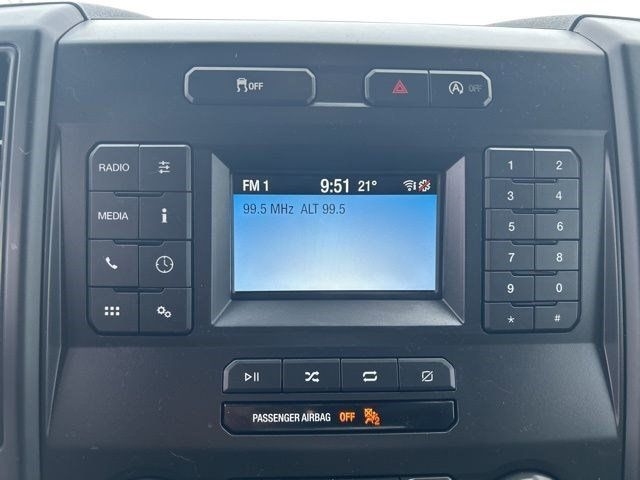 OFF
A OFF
RADIO
MEDIA
i
FM 1 9:51 21°
99.5 MHz ALT 99.5
1 2
3 4
5 6
7 8
9 0
* #
PASSENGER AIRBAG OFF 2